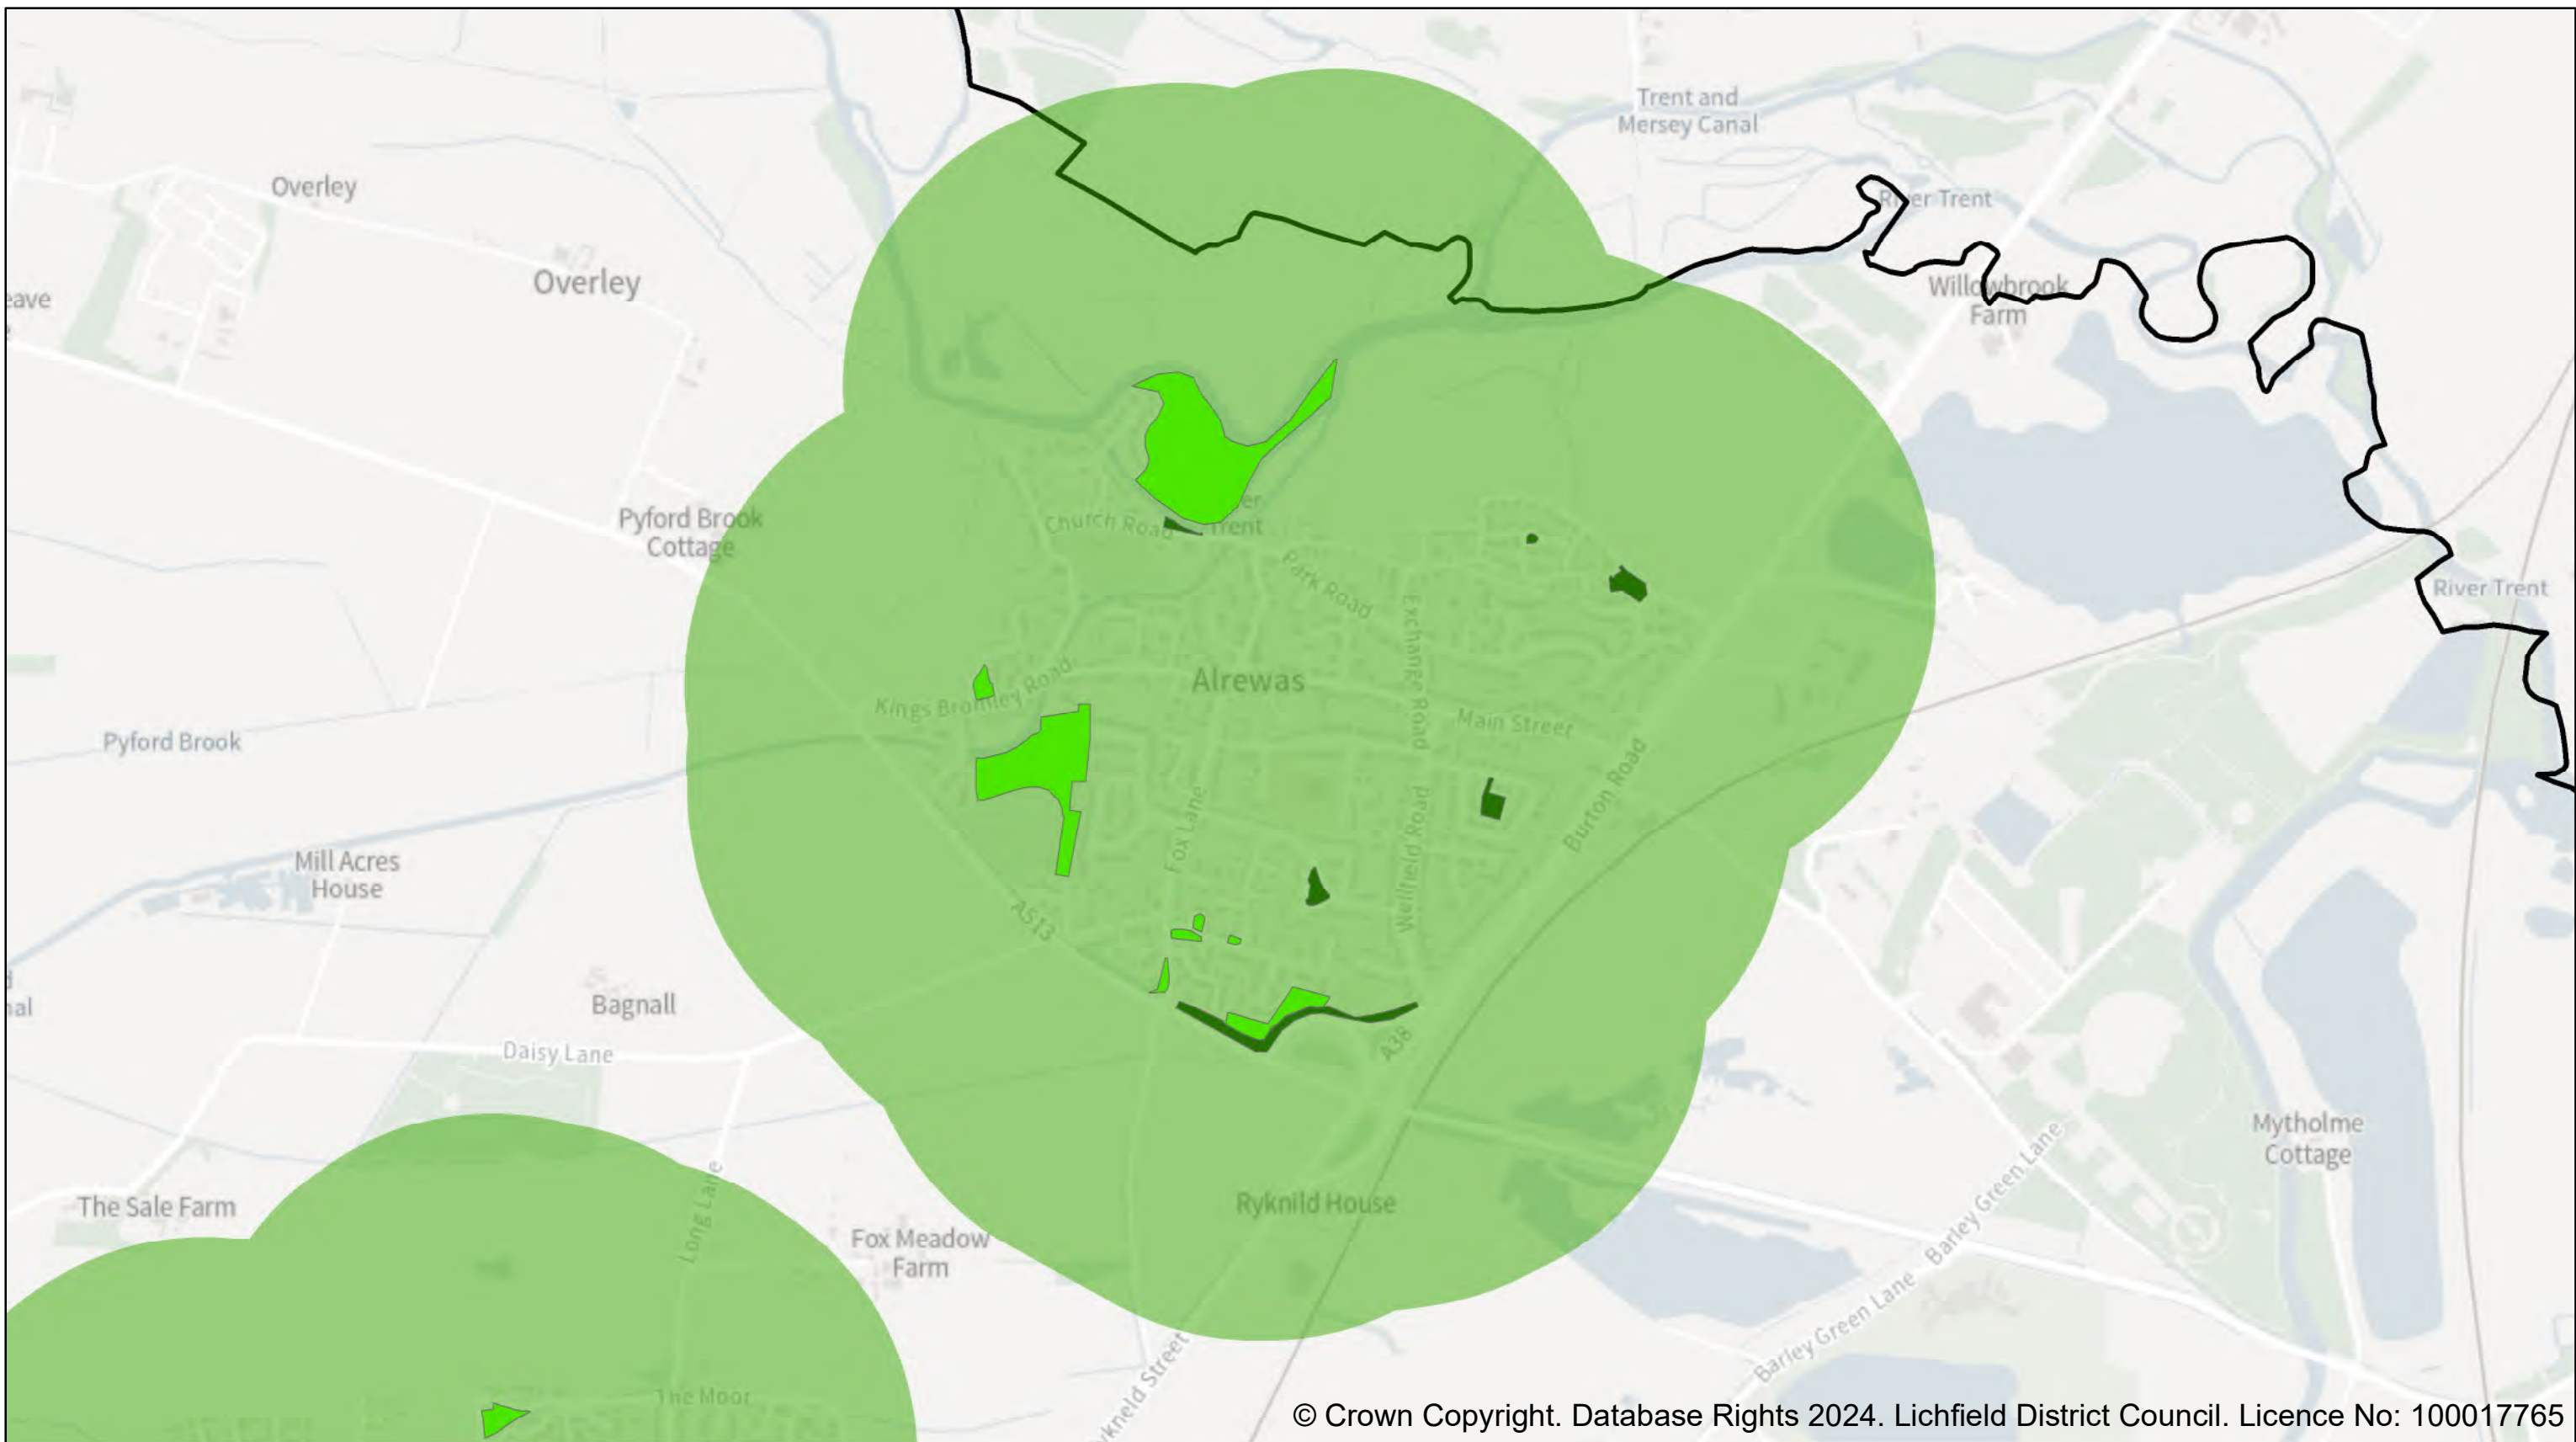 Trent and
Mersey Canal
Overley
River Trent
Overley
Willowbrook
Farm
eave
Pyford Brook
Cottage
Church Road
Trent
Park Road
Exchange Road
River Trent
Alrewas
Kings Bromley Road
Main Street
Pyford Brook
Burton Road
Fox Lane
Wellfield Road
Mill Acres
House
A513
Bagnall
nal
Daisy Lane
A38
Mytholme
Cottage
The Sale Farm
Long Lane
Ryknild House
Barley Green Lane
Fox Meadow
Farm
Barley Green Lane
The Moor
ykneld Street
© Crown Copyright. Database Rights 2024. Lichfield District Council. Licence No: 100017765